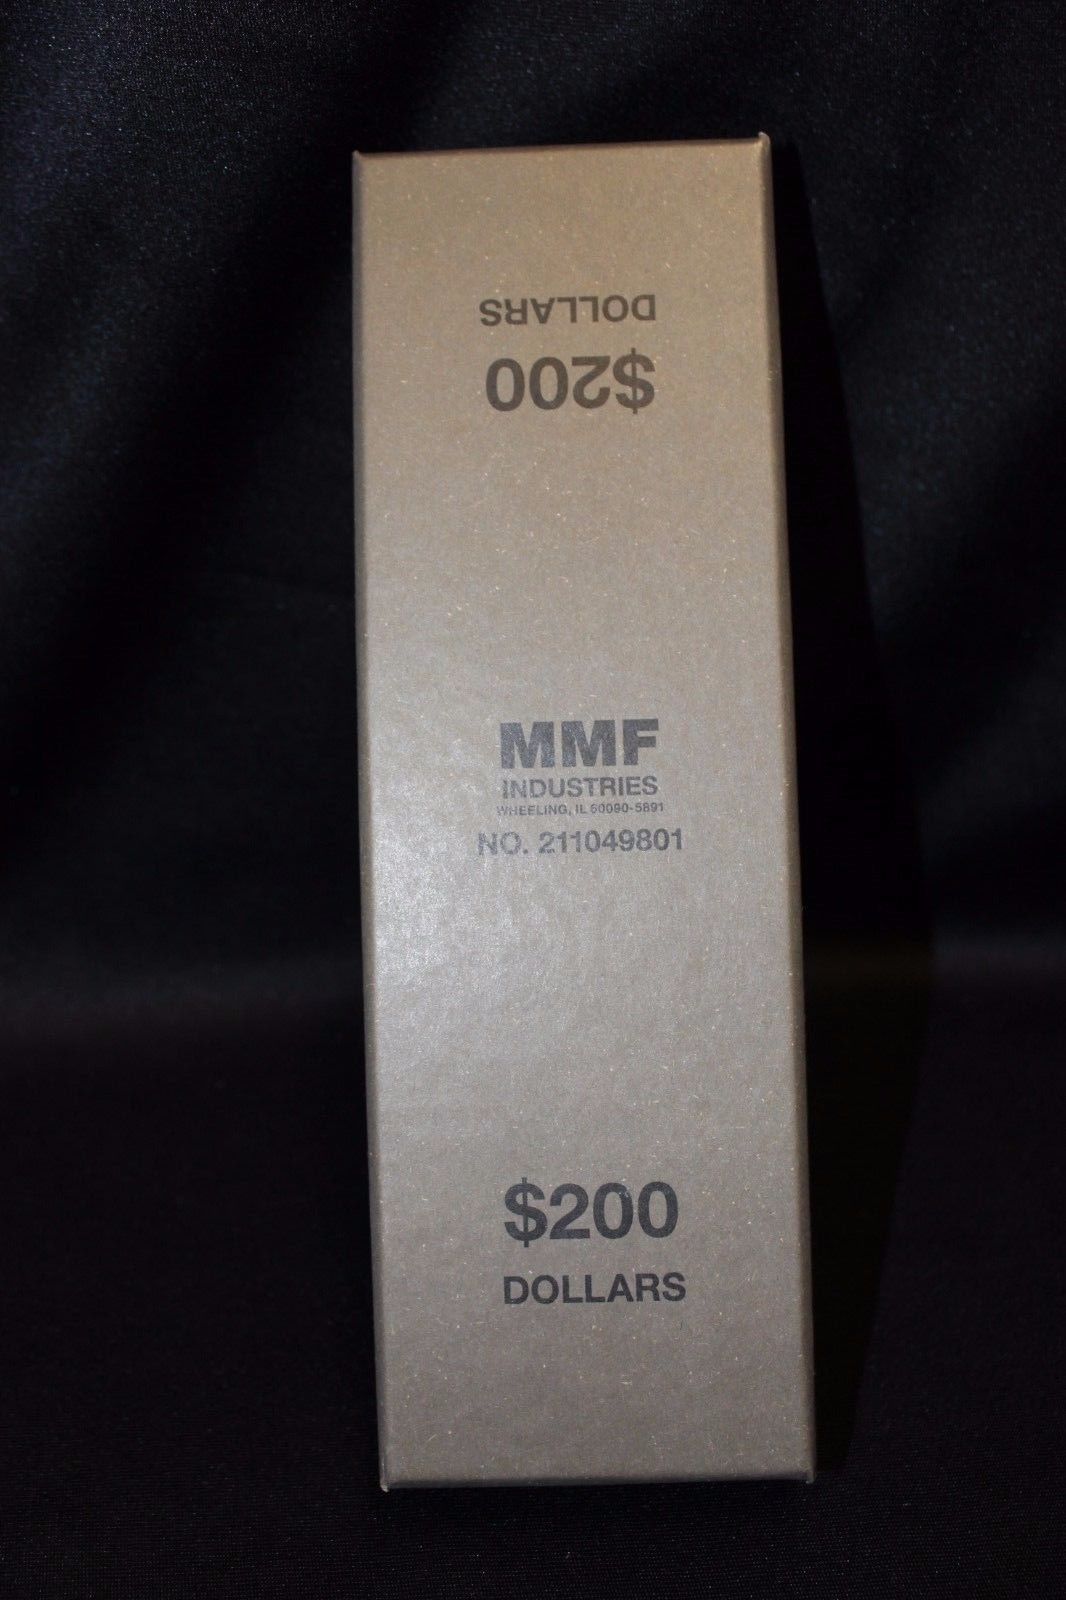 DOLLARS
$200
MMF
INDUSTRIES
WHEELING, IL 60090-5891
NO. 211049801
$200
DOLLARS